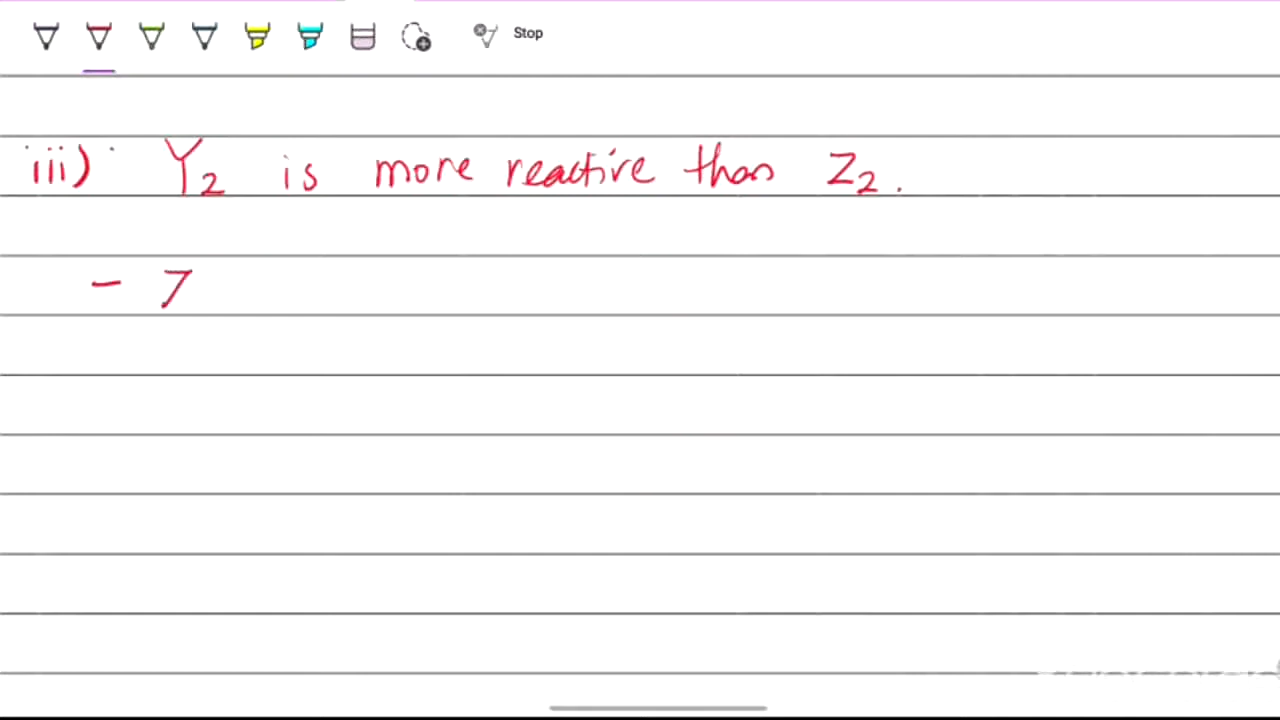 Stop
iii) Y₂ is more reactive than Z₂.
- 7